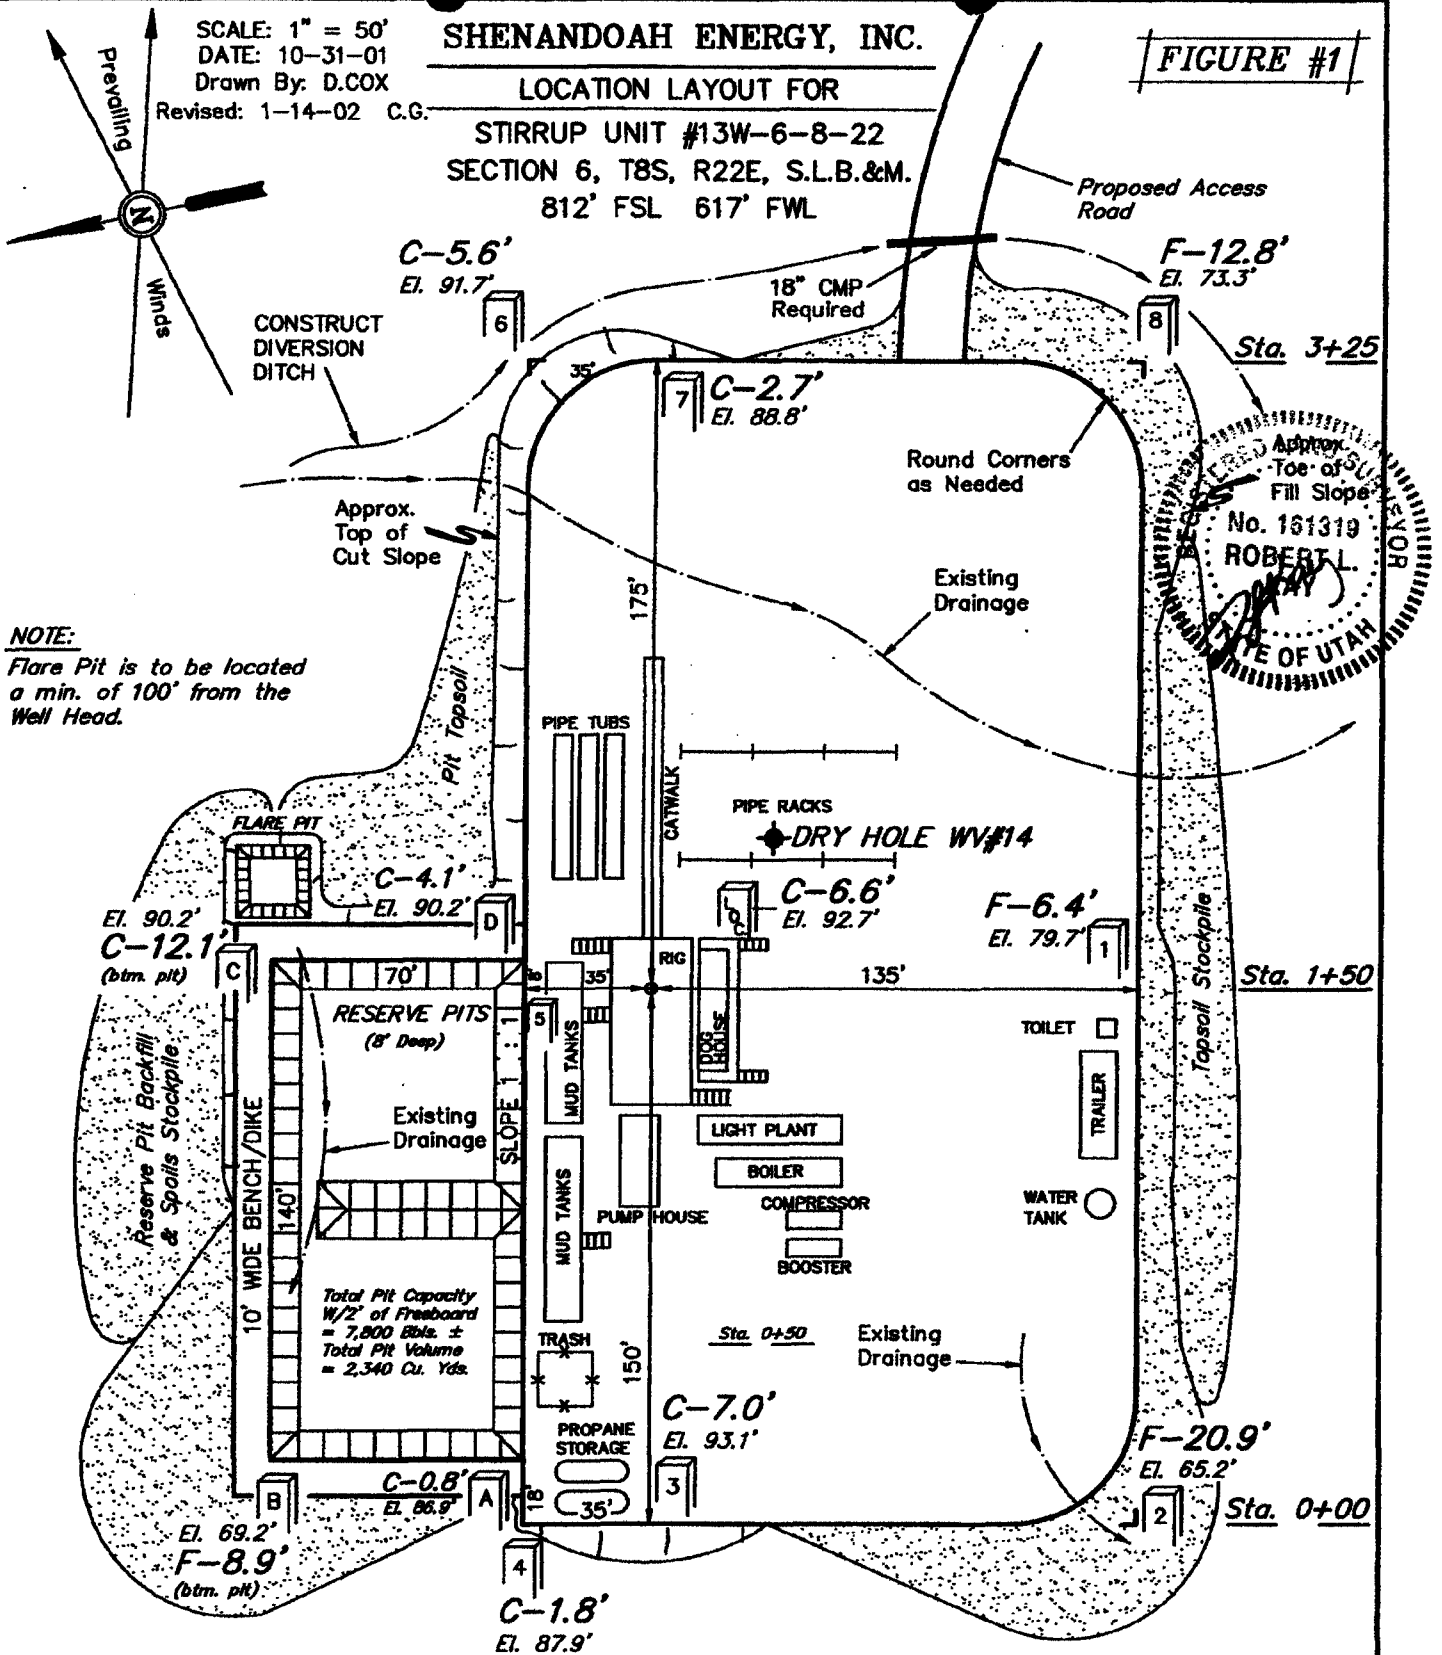 SCALE: 1" = 50'
DATE: 10-31-01
Drawn By: D.COX
Revised: 1-14-02 C.G.
SHENANDOAH ENERGY, INC.
LOCATION LAYOUT FOR
STIRRUP UNIT #13W-6-8-22
SECTION 6, T8S, R22E, S.L.B.&M.
812' FSL 617' FWL
FIGURE #1
Prevailing
N
Winds
Proposed Access
Road
C-5.6'
El. 91.7'
6
18" CMP
Required
F-12.8'
El. 73.3'
8
Sta. 3+25
CONSTRUCT
DIVERSION
DITCH
35'
7
C-2.7'
El. 88.8'
Round Corners
as Needed
Approx.
Toe of
Fill Slope
No. 161319
ROBERT L.
KAY
STATE OF UTAH
Approx.
Top of
Cut Slope
175'
Existing
Drainage
NOTE:
Flare Pit is to be located
a min. of 100' from the
Well Head.
Pit Topsoil
PIPE TUBS
CATWALK
PIPE RACKS
DRY HOLE WV#14
FLARE PIT
C-4.1'
El. 90.2'
D
LOC.
C-6.6'
El. 92.7'
F-6.4'
El. 79.7'
1
El. 90.2'
C-12.1'
(btm. pit)
C
70'
RIG
35'
135'
Sta. 1+50
Topsoil Stockpile
RESERVE PITS
(8' Deep)
5
MUD TANKS
DOG HOUSE
TOILET
TRAILER
Reserve Pit Backfill
& Spoils Stockpile
10' WIDE BENCH/DIKE
140'
Existing
Drainage
SLOPE 1 : 1
LIGHT PLANT
BOILER
COMPRESSOR
BOOSTER
PUMP HOUSE
MUD TANKS
WATER
TANK
Total Pit Capacity
W/2' of Freeboard
= 7,800 Bbls. ±
Total Pit Volume
= 2,340 Cu. Yds.
TRASH
150'
Sta. 0+50
Existing
Drainage
PROPANE
STORAGE
C-7.0'
El. 93.1'
3
F-20.9'
El. 65.2'
2
Sta. 0+00
C-0.8'
El. 86.9'
A
18'
35'
B
El. 69.2'
F-8.9'
(btm. pit)
4
C-1.8'
El. 87.9'